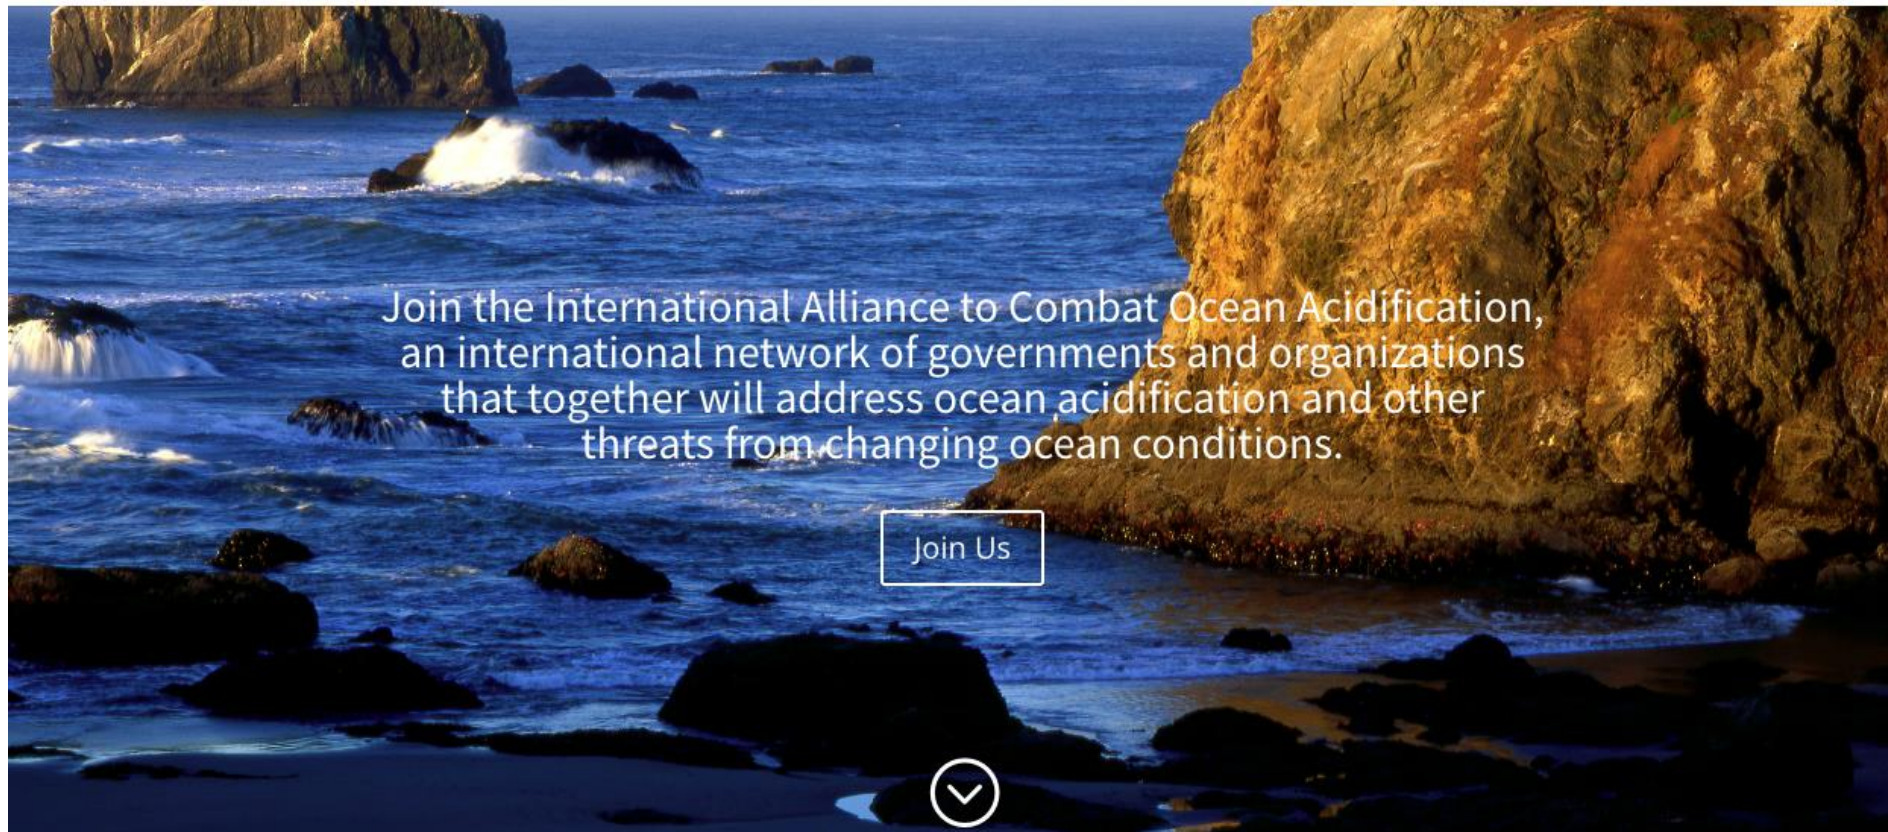 Join the International Alliance to Combat Ocean Acidification,
an international network of governments and organizations
that together will address ocean acidification and other
threats from changing ocean conditions.
Join Us